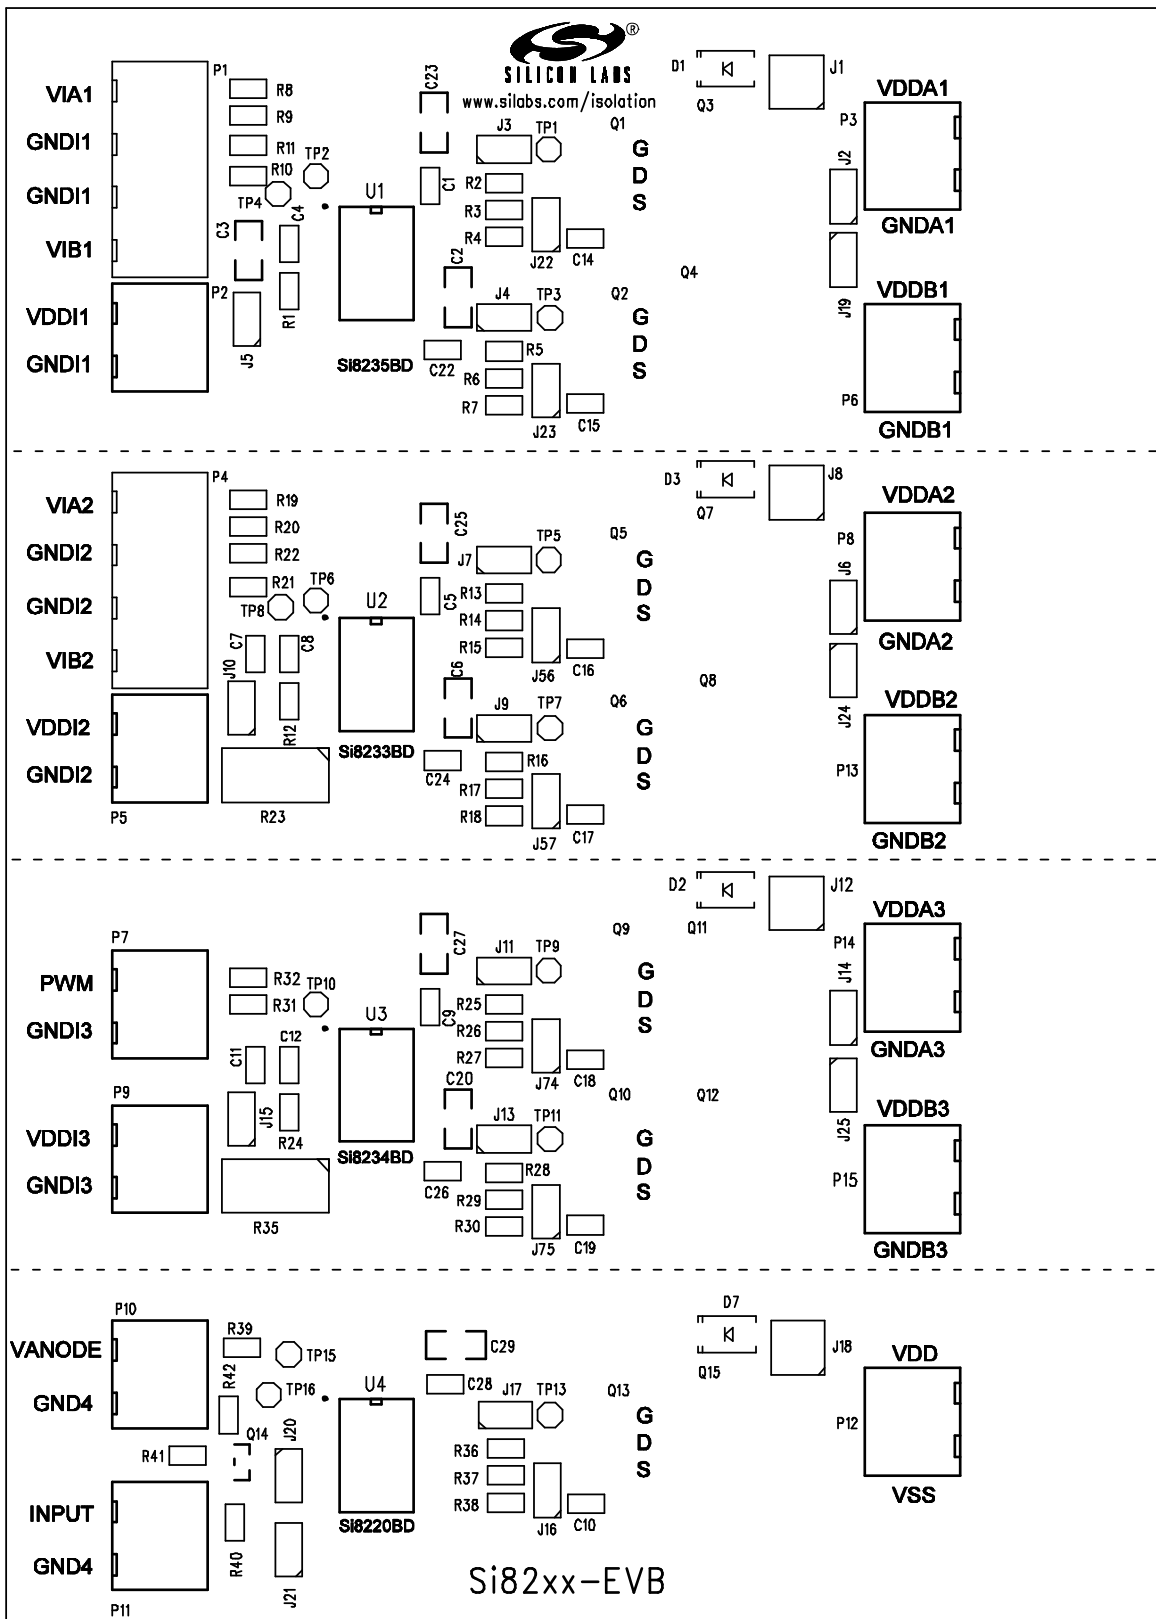 SILICON LABS ®
www.silabs.com/isolation
P1
VIA1
GNDI1
GNDI1
VIB1
P2
VDDI1
GNDI1
R8
R9
R11
R10
TP2
TP4
C3
C4
R1
J5
U1
Si8235BD
C23
C1
C2
C22
J3
TP1
R2
R3
R4
J22
C14
J4
TP3
R5
R6
R7
J23
C15
Q1
G
D
S
Q2
G
D
S
D1
Q3
Q4
J1
J2
J19
P3
VDDA1
GNDA1
VDDB1
P6
GNDB1
P4
VIA2
GNDI2
GNDI2
VIB2
VDDI2
GNDI2
P5
R19
R20
R22
R21
TP6
TP8
C7
C8
J10
R12
R23
U2
Si8233BD
C25
C5
C6
C24
J7
TP5
R13
R14
R15
J56
C16
J9
TP7
R16
R17
R18
J57
C17
Q5
G
D
S
Q6
G
D
S
D3
Q7
Q8
J8
J6
J24
VDDA2
P8
GNDA2
VDDB2
P13
GNDB2
P7
PWM
GNDI3
P9
VDDI3
GNDI3
R32
R31
TP10
C11
C12
J15
R24
R35
U3
Si8234BD
C27
C9
C20
C26
J11
TP9
R25
R26
R27
J74
C18
J13
TP11
R28
R29
R30
J75
C19
Q9
G
D
S
Q10
G
D
S
D2
Q11
Q12
J12
J14
J25
VDDA3
P14
GNDA3
VDDB3
P15
GNDB3
P10
VANODE
GND4
INPUT
GND4
P11
R39
TP15
R42
TP16
Q14
R41
J20
R40
J21
U4
Si8220BD
C29
C28
J17
TP13
R36
R37
R38
J16
C10
Q13
G
D
S
D7
Q15
J18
VDD
P12
VSS
Si82xx-EVB